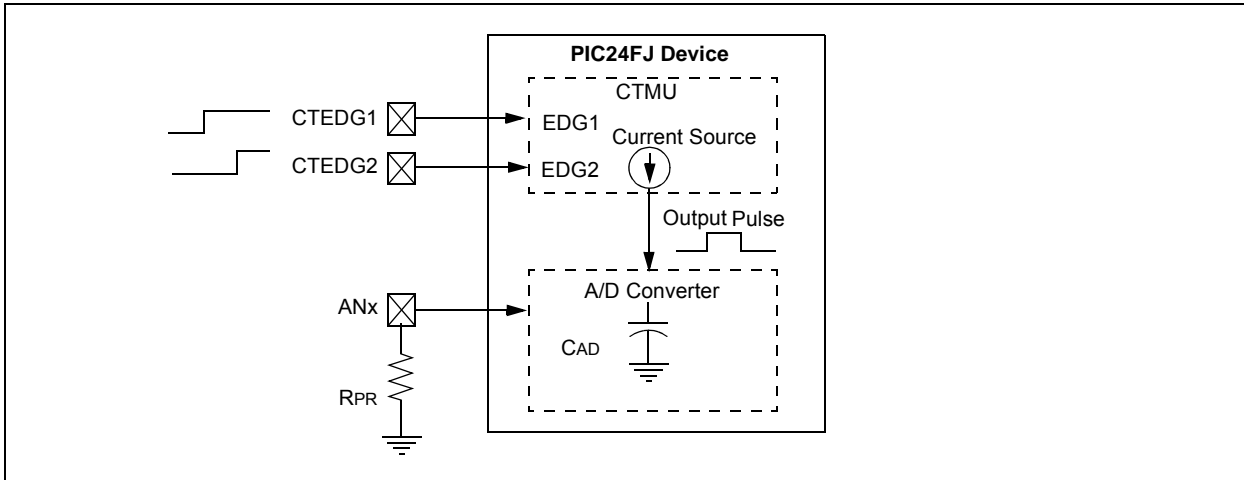 PIC24FJ Device
CTMU
CTEDG1
EDG1
Current Source
CTEDG2
EDG2
Output Pulse
A/D Converter
ANx
CAD
RPR